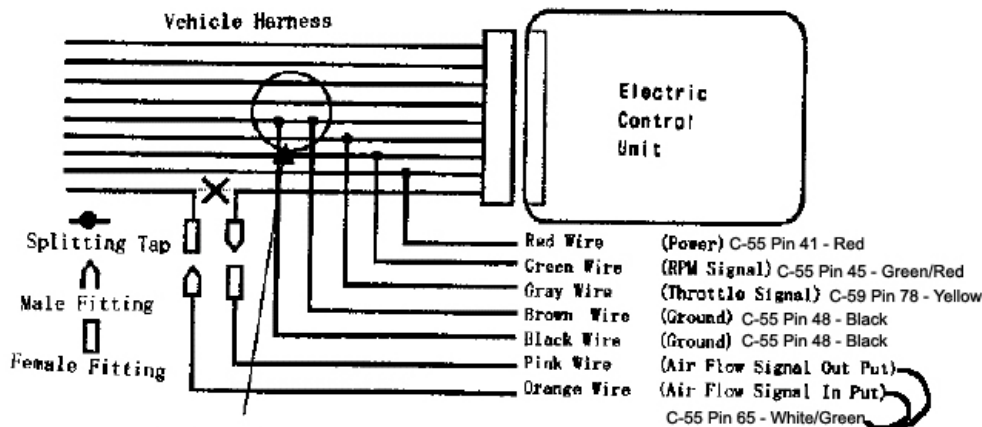 Vehicle Harness
Electric
Control
Unit
Splitting Tap
Male Fitting
Female Fitting
Red Wire (Power) C-55 Pin 41 - Red
Green Wire (RPM Signal) C-55 Pin 45 - Green/Red
Gray Wire (Throttle Signal) C-59 Pin 78 - Yellow
Brown Wire (Ground) C-55 Pin 48 - Black
Black Wire (Ground) C-55 Pin 48 - Black
Pink Wire (Air Flow Signal Out Put)
Orange Wire (Air Flow Signal In Put)
C-55 Pin 65 - White/Green